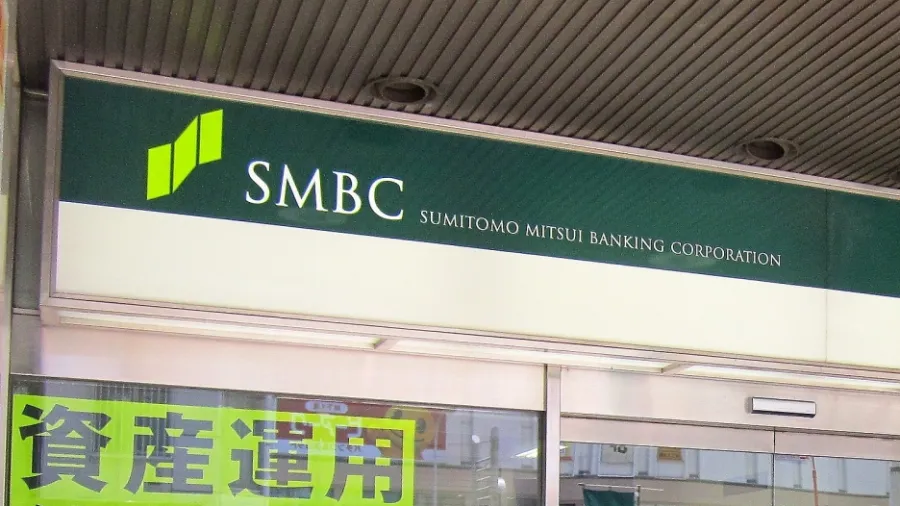 SMBC SUMITOMO MITSUI BANKING CORPORATION
資産運用